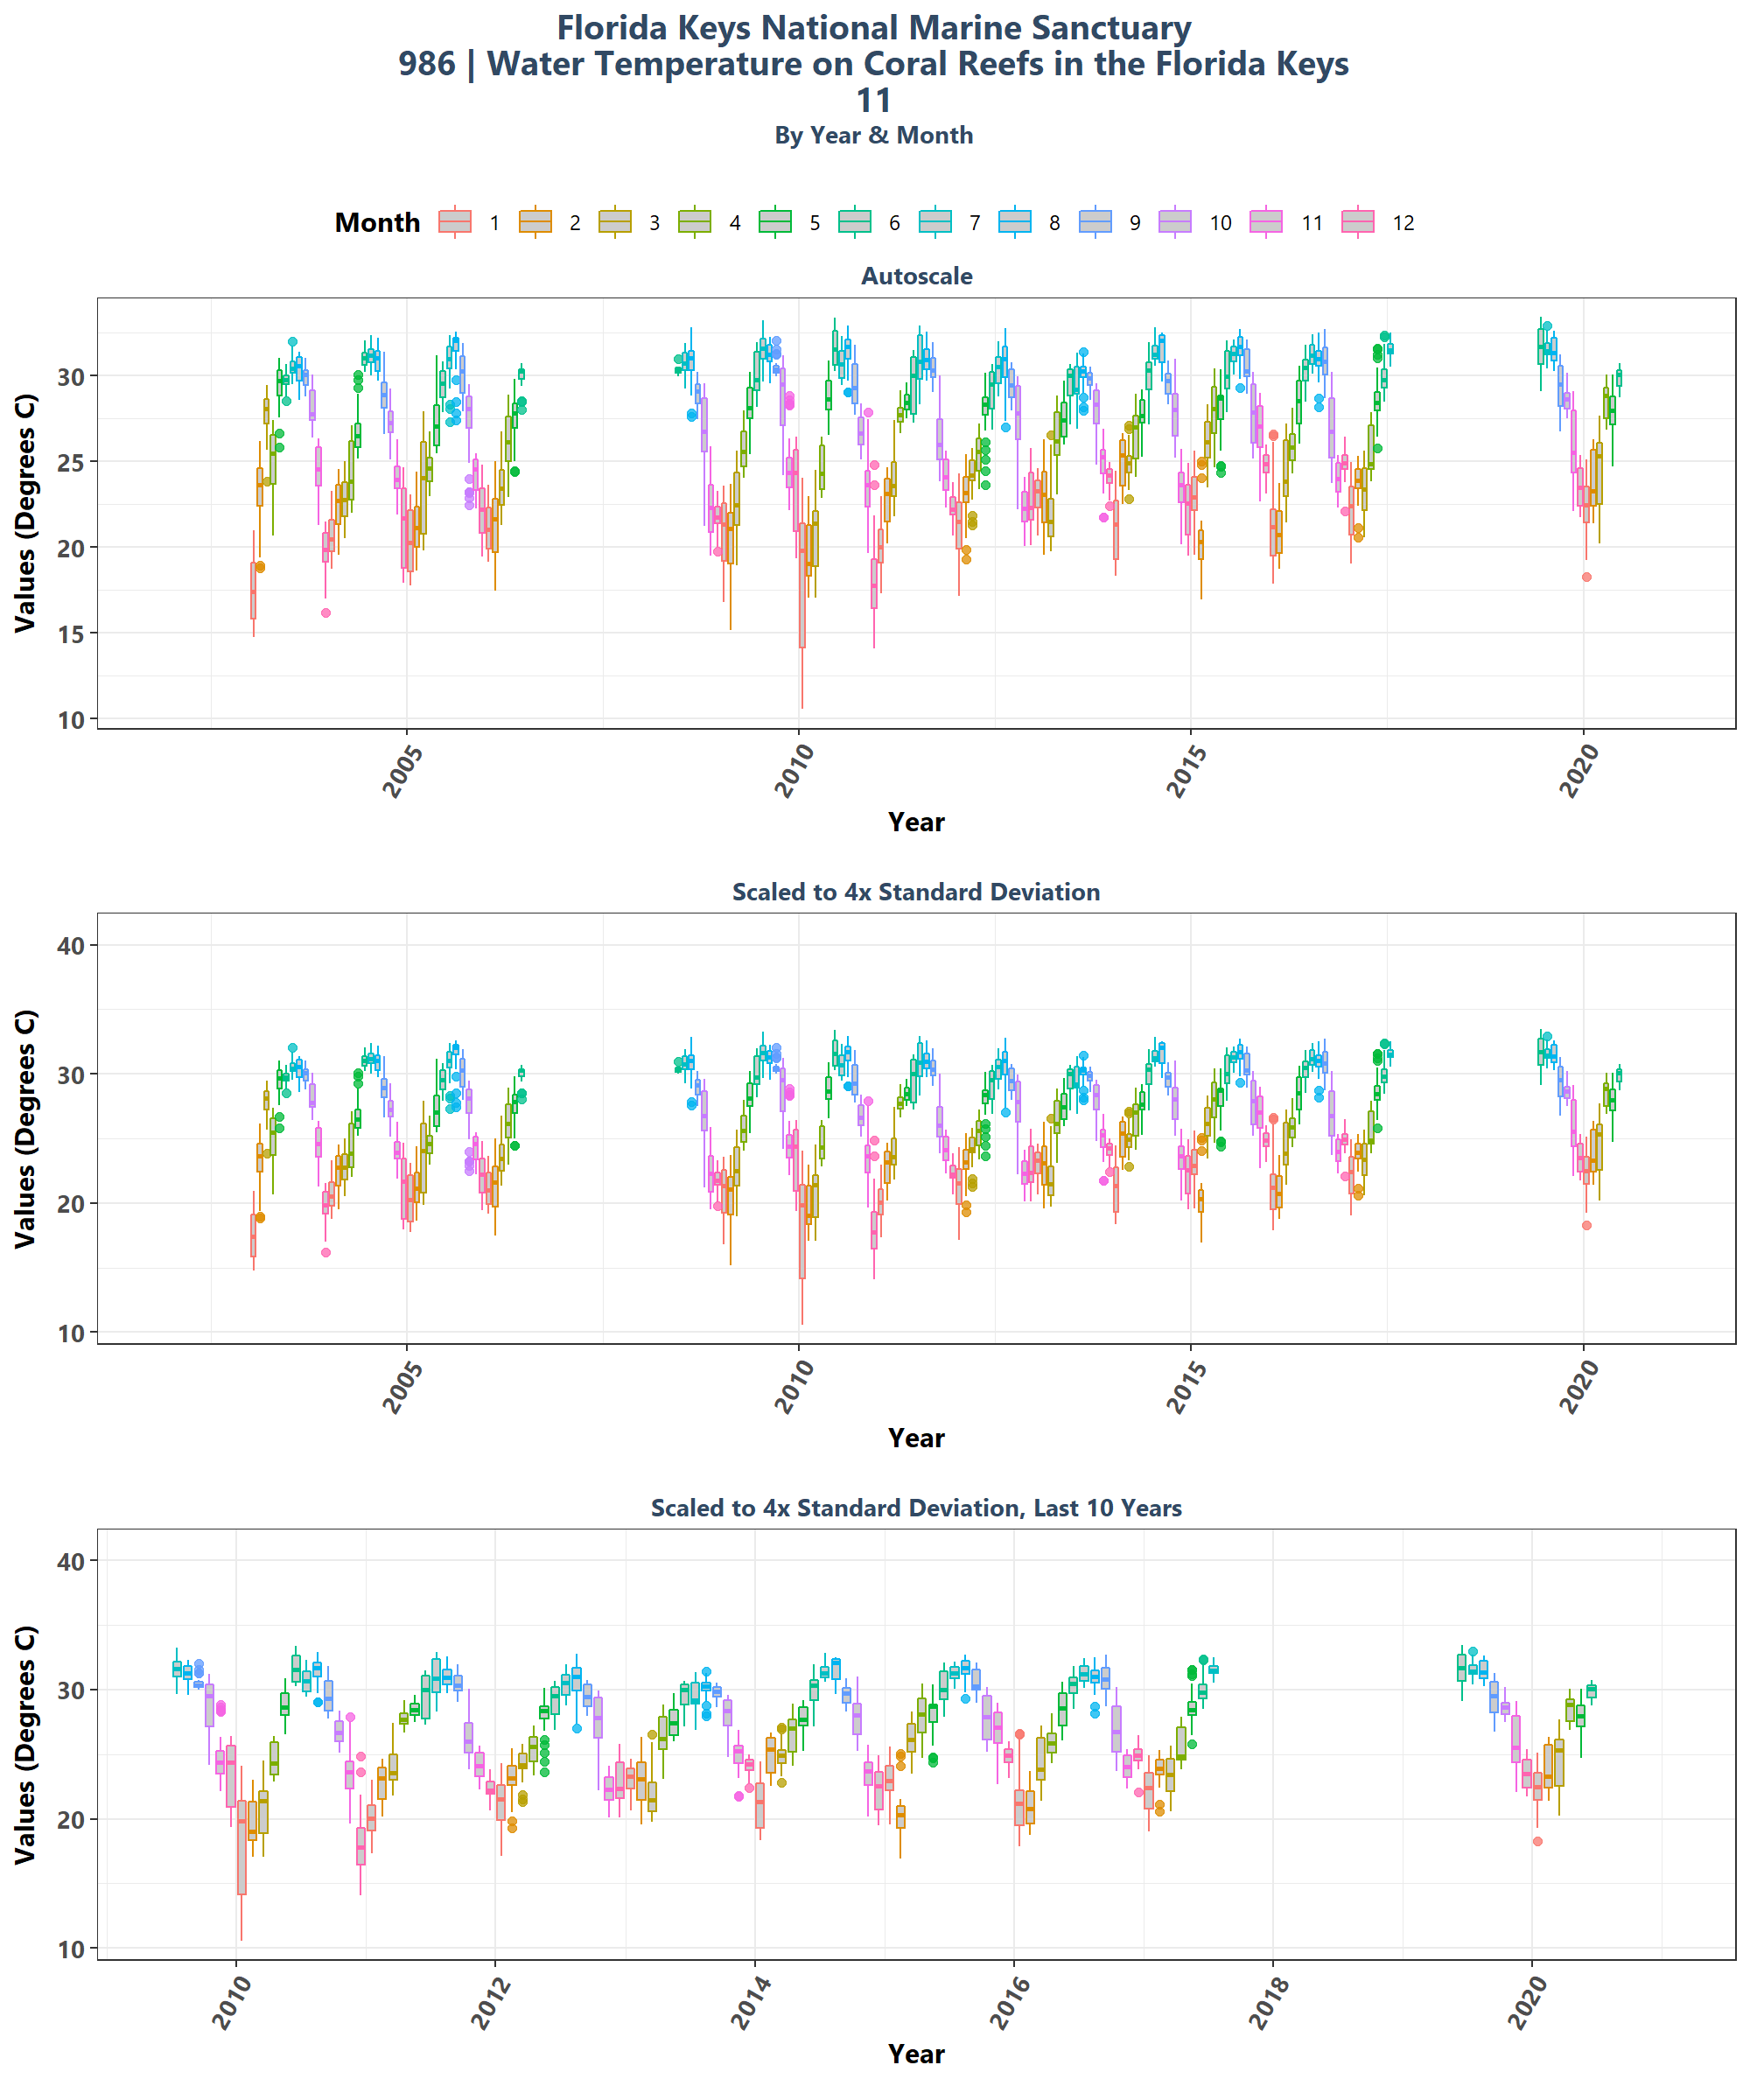 Florida Keys National Marine Sanctuary
986 | Water Temperature on Coral Reefs in the Florida Keys
11
By Year & Month
Month 1 2 3 4 5 6 7 8 9 10 11 12
Autoscale
Values (Degrees C)
30
25
20
15
10
2005 2010 2015 2020
Year
Scaled to 4x Standard Deviation
Values (Degrees C)
40
30
20
10
2005 2010 2015 2020
Year
Scaled to 4x Standard Deviation, Last 10 Years
Values (Degrees C)
40
30
20
10
2010 2012 2014 2016 2018 2020
Year